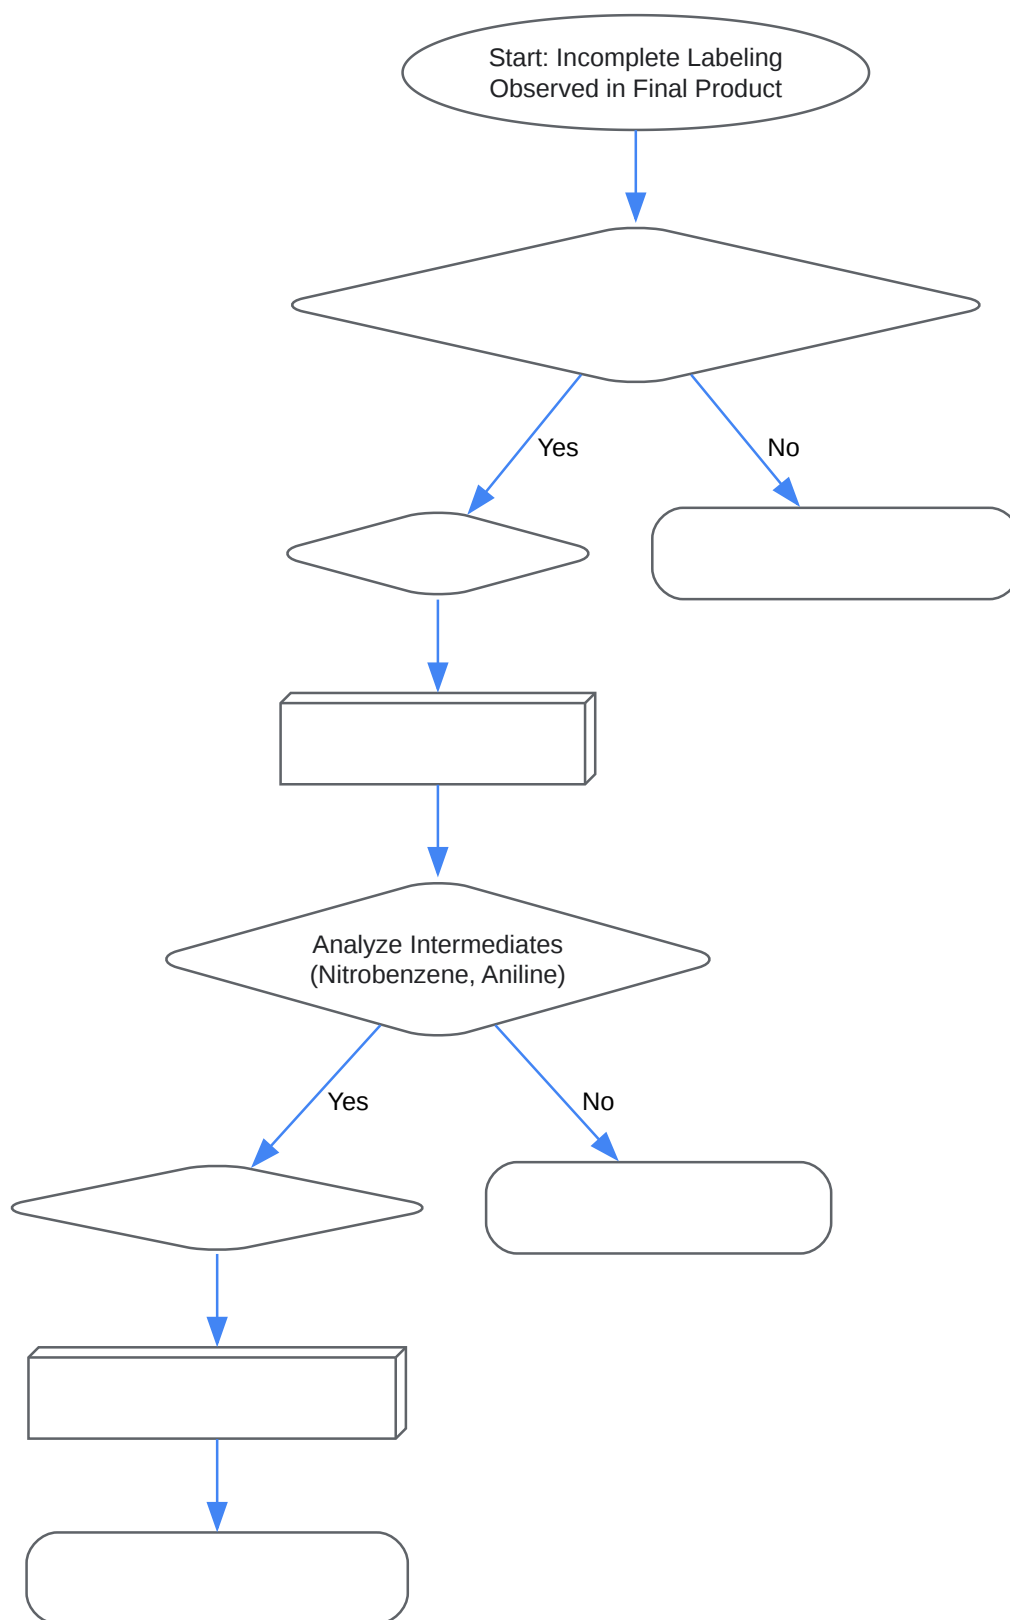 Start: Incomplete Labeling
Observed in Final Product
Yes
No
Analyze Intermediates
(Nitrobenzene, Aniline)
Yes
No